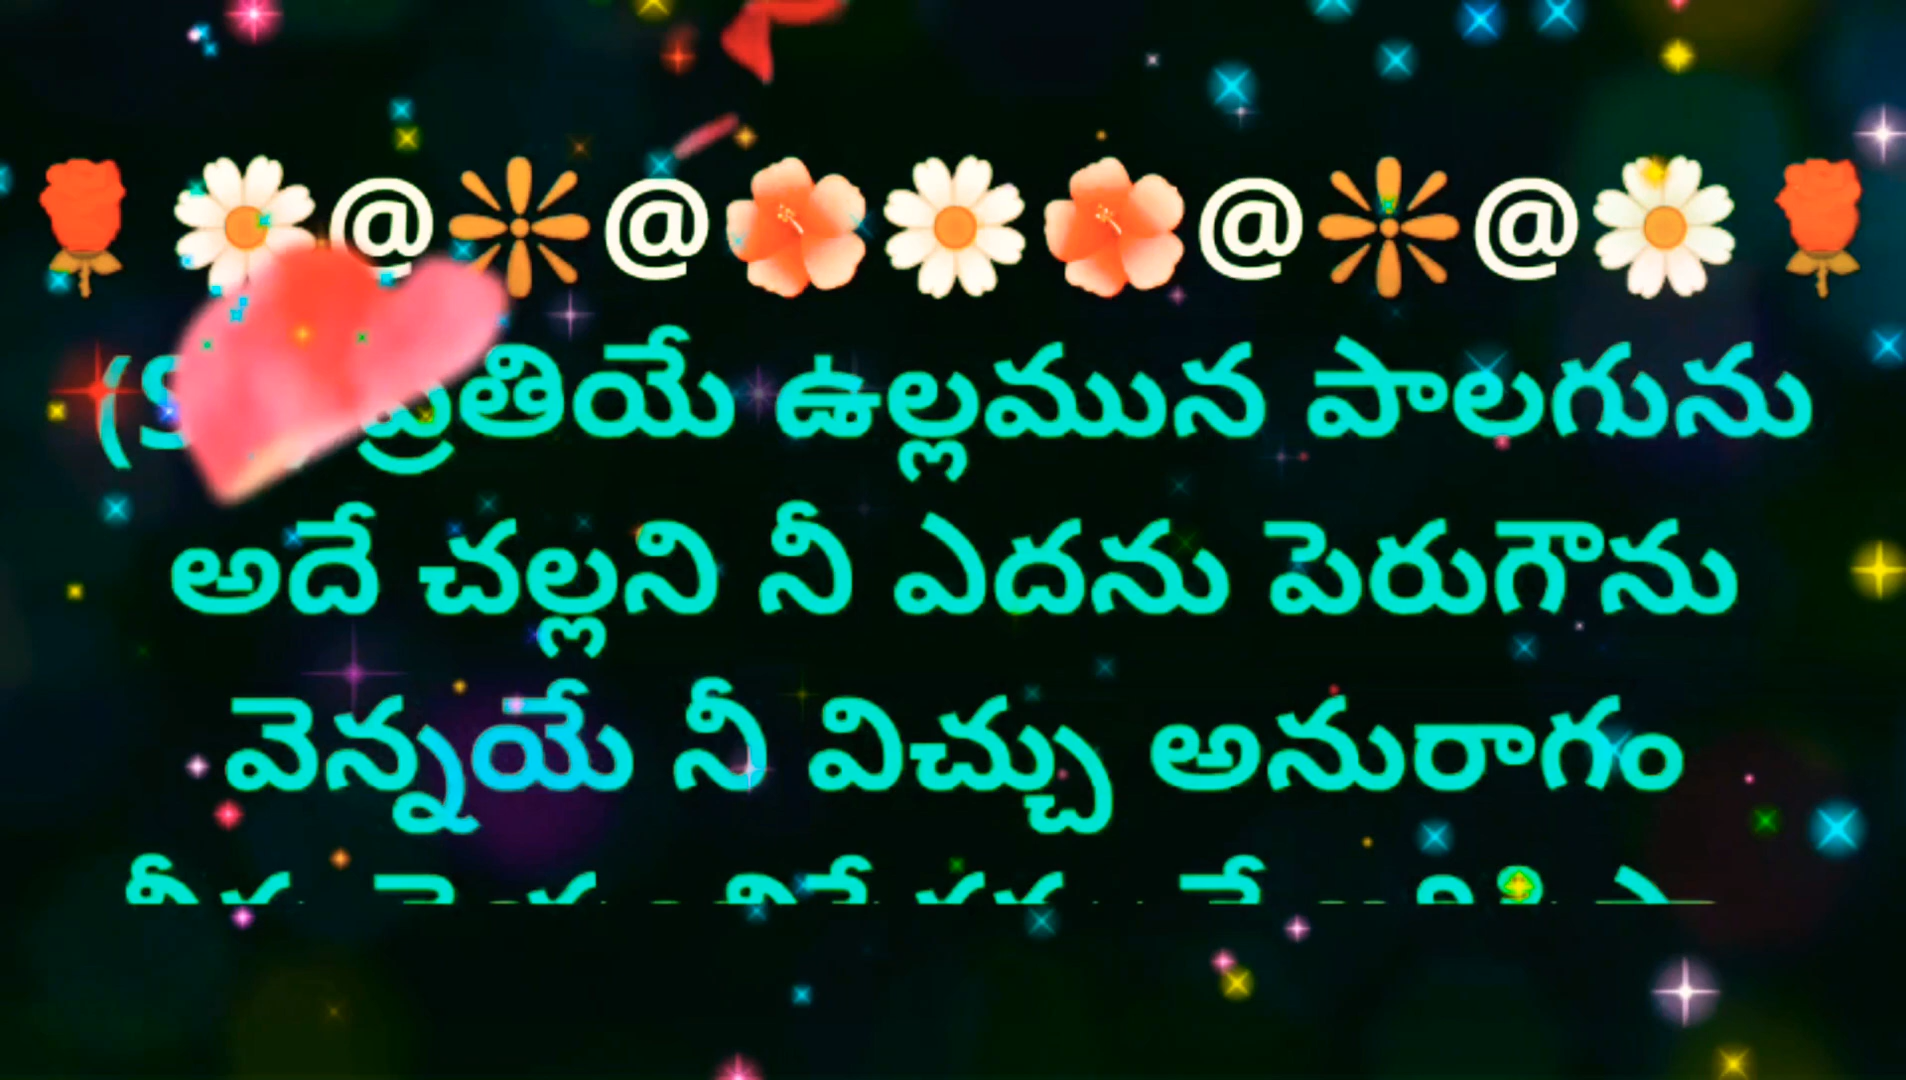 @ @ @ @
ప్రతియే ఉల్లమున పాలగును
అదే చల్లని నీ ఎదను పెరుగౌను
వెన్నయే నీ విచ్చు అనురాగం